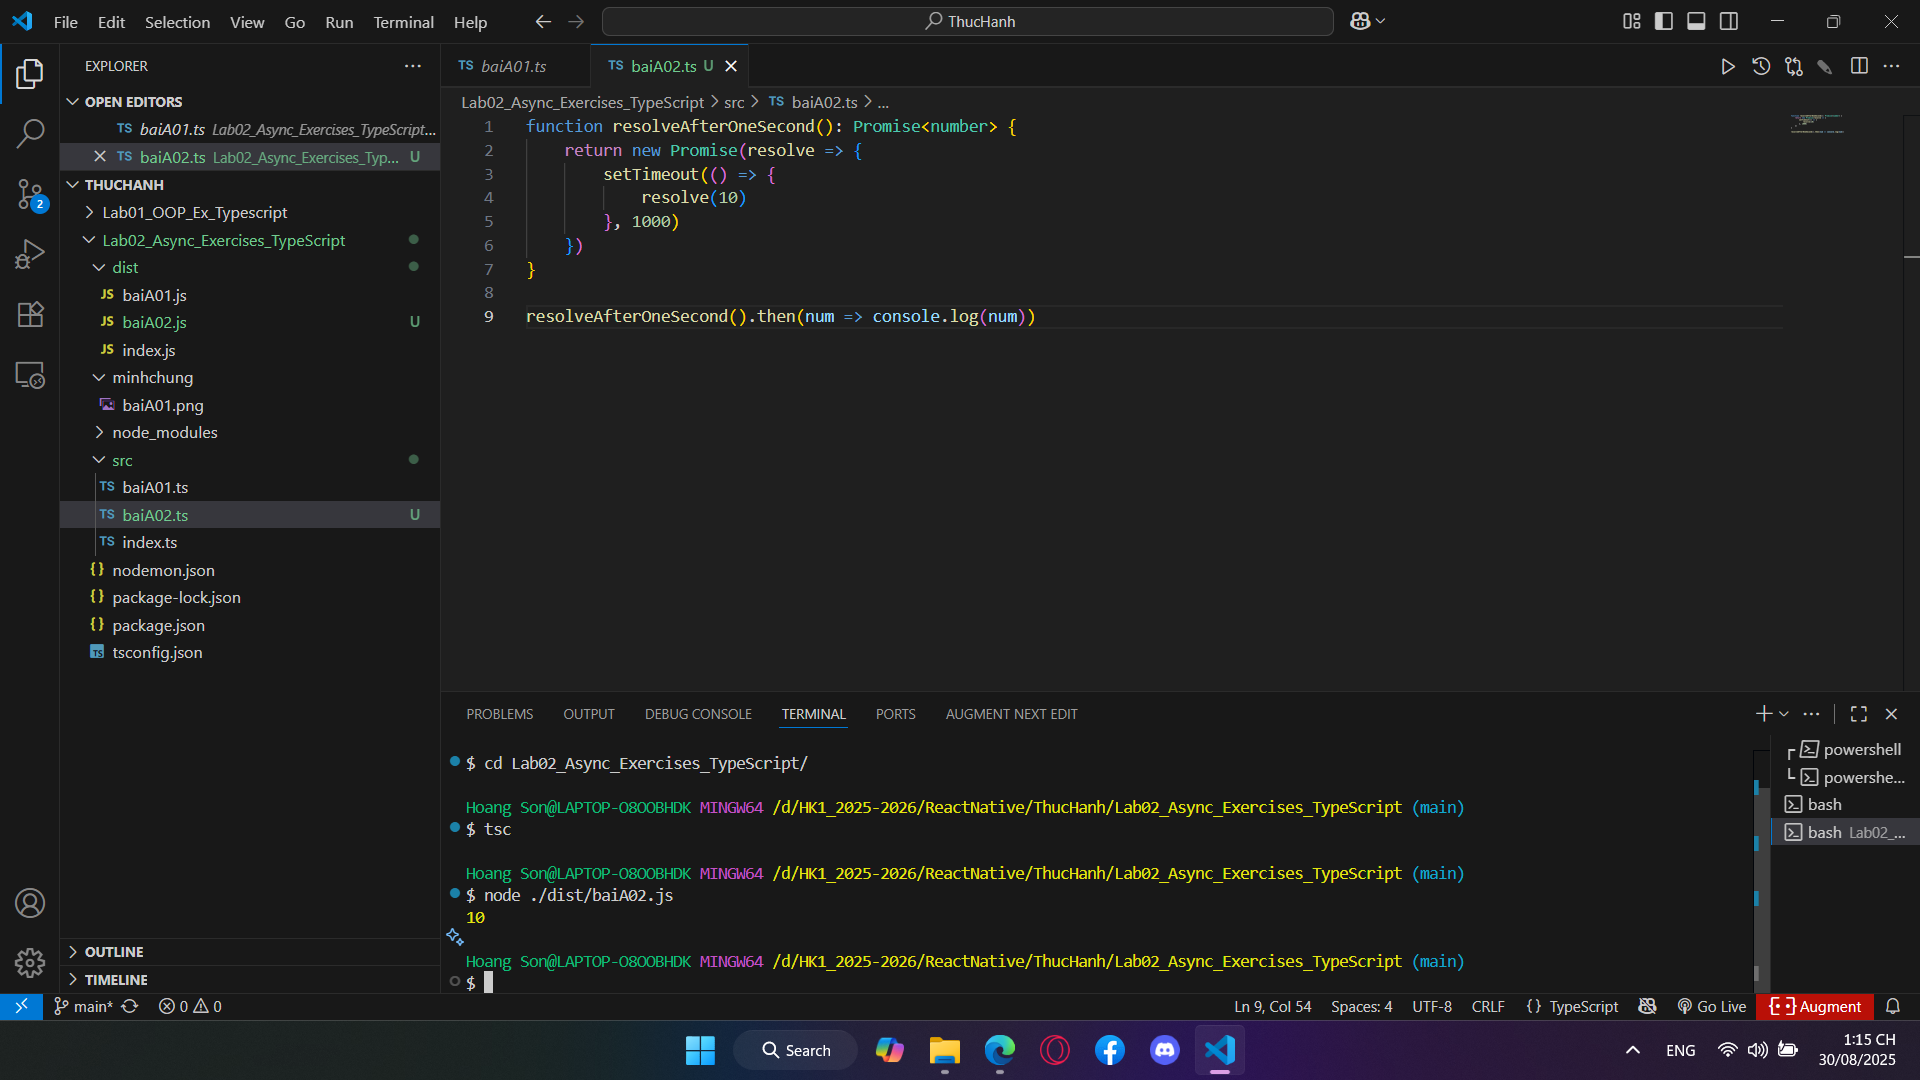 File Edit Selection View Go Run Terminal Help
ThucHanh
EXPLORER
OPEN EDITORS
TS baiA01.ts Lab02_Async_Exercises_TypeScript...
TS baiA02.ts Lab02_Async_Exercises_Typ... U
THUCHANH
Lab01_OOP_Ex_Typescript
Lab02_Async_Exercises_TypeScript
dist
JS baiA01.js
JS baiA02.js U
JS index.js
minhchung
baiA01.png
node_modules
src
TS baiA01.ts
TS baiA02.ts U
TS index.ts
{} nodemon.json
{} package-lock.json
{} package.json
TS tsconfig.json
OUTLINE
TIMELINE
TS baiA01.ts TS baiA02.ts U
Lab02_Async_Exercises_TypeScript > src > TS baiA02.ts > ...
1 function resolveAfterOneSecond(): Promise<number> {
2 return new Promise(resolve => {
3 setTimeout(() => {
4 resolve(10)
5 }, 1000)
6 })
7 }
8
9 resolveAfterOneSecond().then(num => console.log(num))
PROBLEMS OUTPUT DEBUG CONSOLE TERMINAL PORTS AUGMENT NEXT EDIT
$ cd Lab02_Async_Exercises_TypeScript/
Hoang Son@LAPTOP-O8OOBHDK MINGW64 /d/HK1_2025-2026/ReactNative/ThucHanh/Lab02_Async_Exercises_TypeScript (main)
$ tsc
Hoang Son@LAPTOP-O8OOBHDK MINGW64 /d/HK1_2025-2026/ReactNative/ThucHanh/Lab02_Async_Exercises_TypeScript (main)
$ node ./dist/baiA02.js
10
Hoang Son@LAPTOP-O8OOBHDK MINGW64 /d/HK1_2025-2026/ReactNative/ThucHanh/Lab02_Async_Exercises_TypeScript (main)
$
powershell
powershe...
bash
bash Lab02_...
2
main* 0 0
Ln 9, Col 54 Spaces: 4 UTF-8 CRLF {} TypeScript Go Live Augment
Search
ENG
1:15 CH
30/08/2025